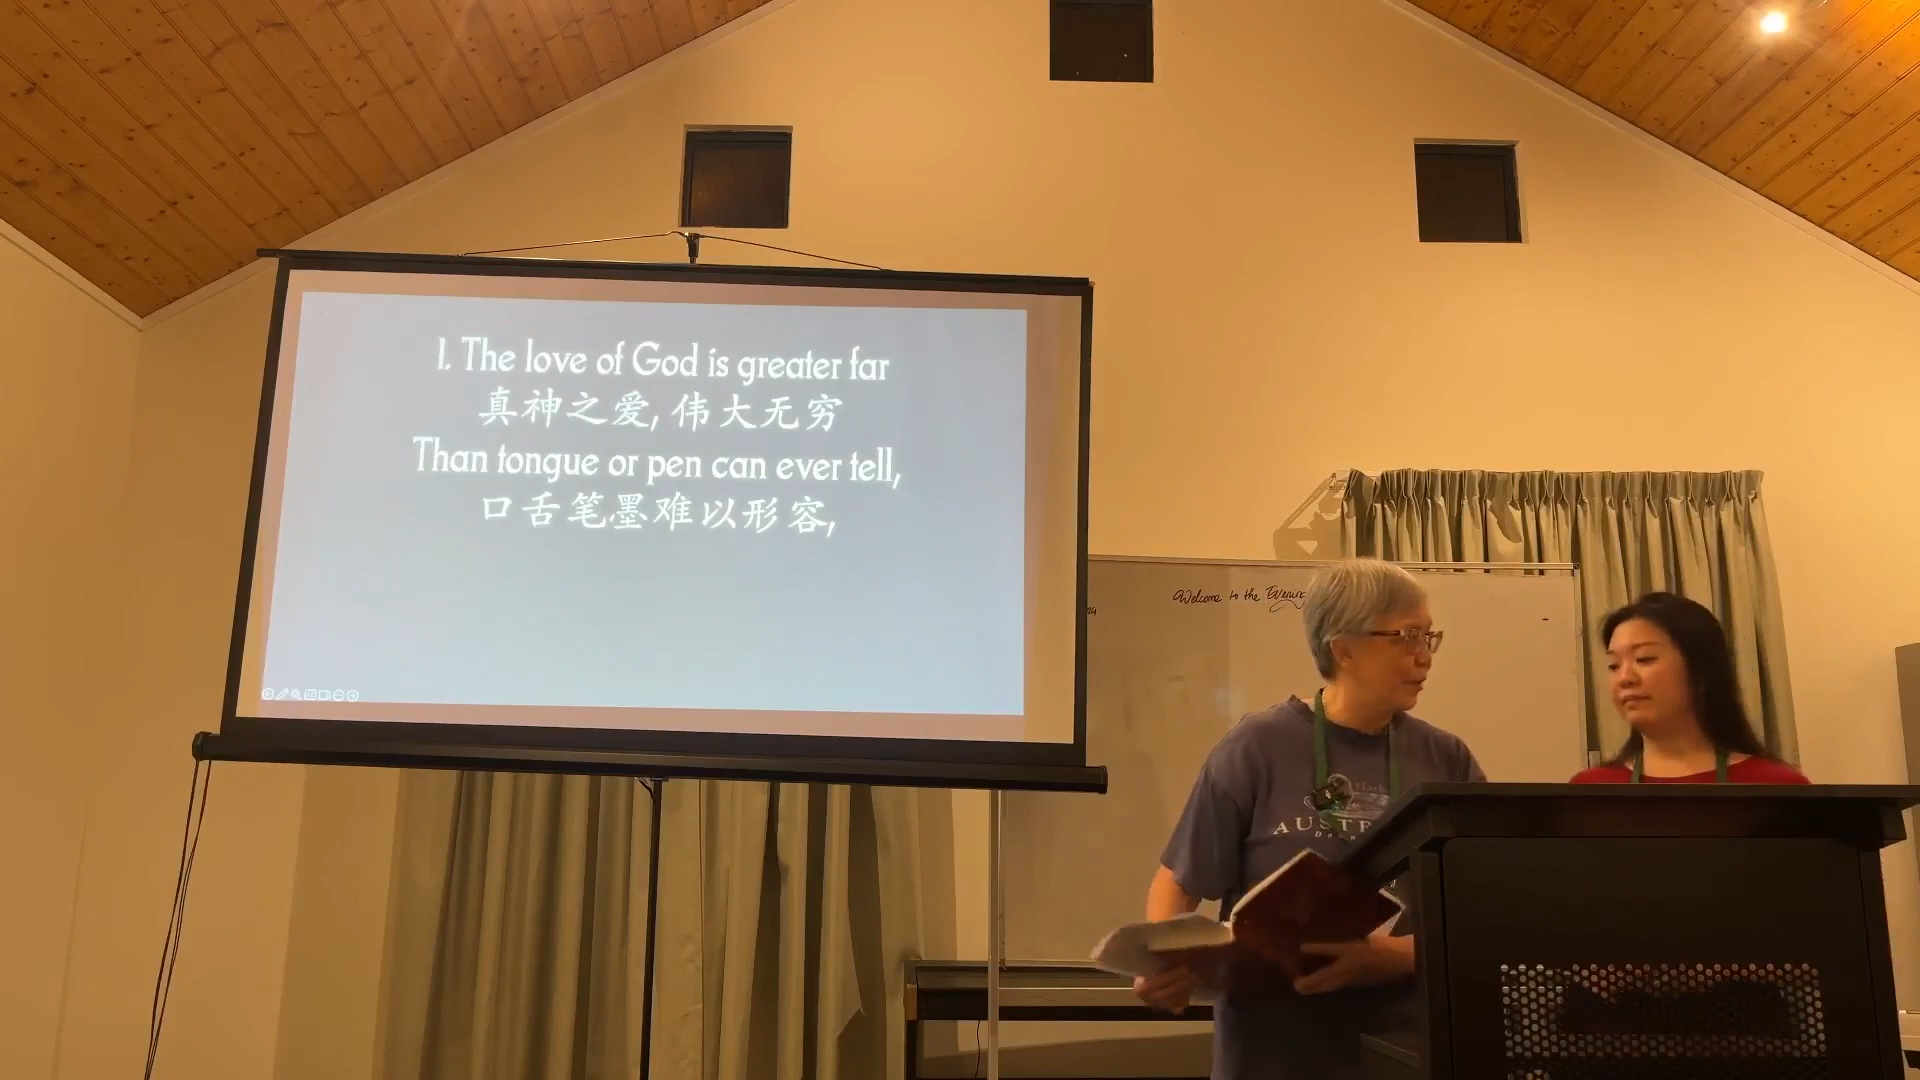 1. The love of God is greater far
真神之爱, 伟大无穷
Than tongue or pen can ever tell,
口舌笔墨难以形容,
Welcome to the